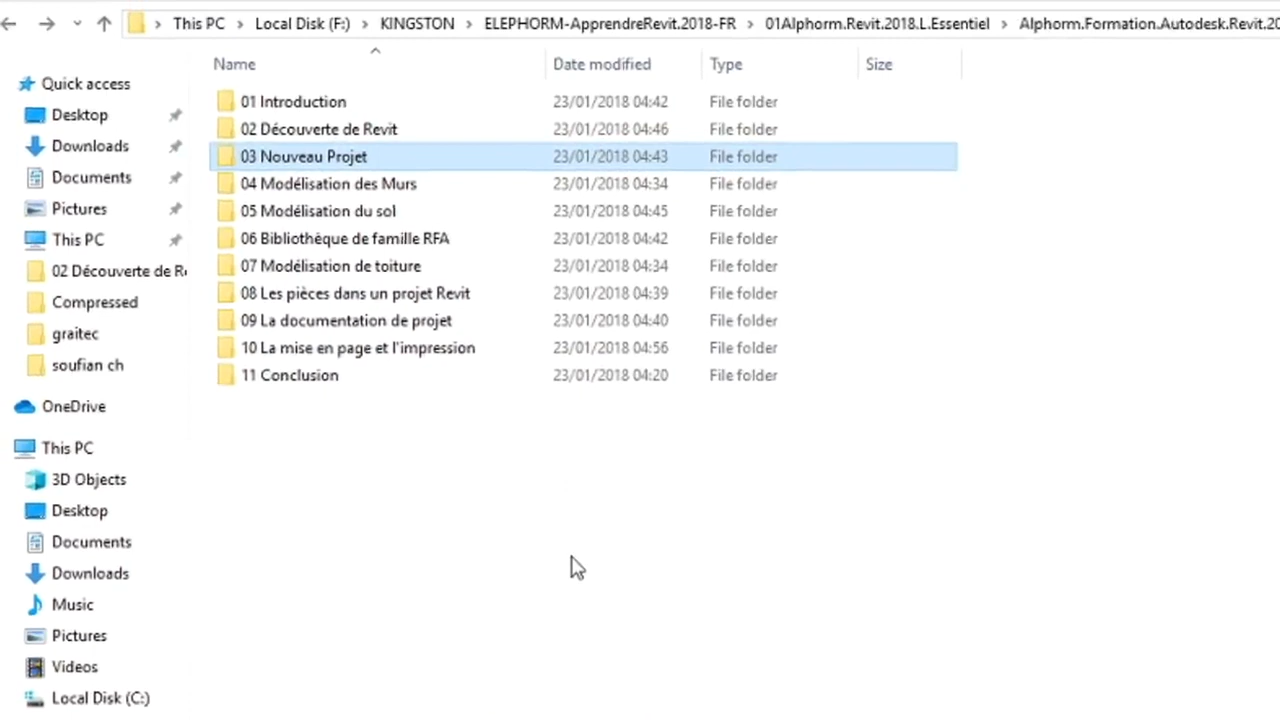 This PC > Local Disk (F:) > KINGSTON > ELEPHORM-ApprendreRevit.2018-FR > 01Alphorm.Revit.2018.L.Essentiel > Alphorm.Formation.Autodesk.Revit.20
Name Date modified Type Size
Quick access
Desktop
Downloads
Documents
Pictures
This PC
02 Découverte de Re
Compressed
graitec
soufian ch
OneDrive
This PC
3D Objects
Desktop
Documents
Downloads
Music
Pictures
Videos
Local Disk (C:)
01 Introduction 23/01/2018 04:42 File folder
02 Découverte de Revit 23/01/2018 04:46 File folder
03 Nouveau Projet 23/01/2018 04:43 File folder
04 Modélisation des Murs 23/01/2018 04:34 File folder
05 Modélisation du sol 23/01/2018 04:45 File folder
06 Bibliothèque de famille RFA 23/01/2018 04:42 File folder
07 Modélisation de toiture 23/01/2018 04:34 File folder
08 Les pièces dans un projet Revit 23/01/2018 04:39 File folder
09 La documentation de projet 23/01/2018 04:40 File folder
10 La mise en page et l'impression 23/01/2018 04:56 File folder
11 Conclusion 23/01/2018 04:20 File folder